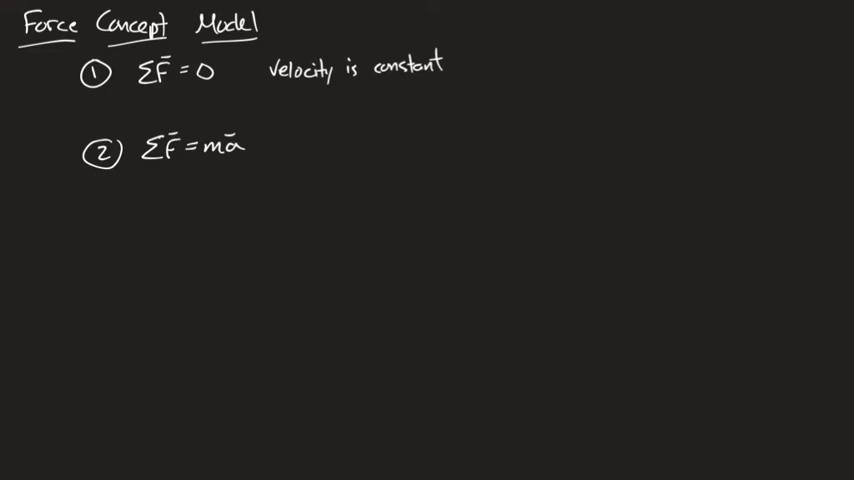 Force Concept Model
① ΣF̄ = 0 Velocity is constant
② ΣF̄ = mā